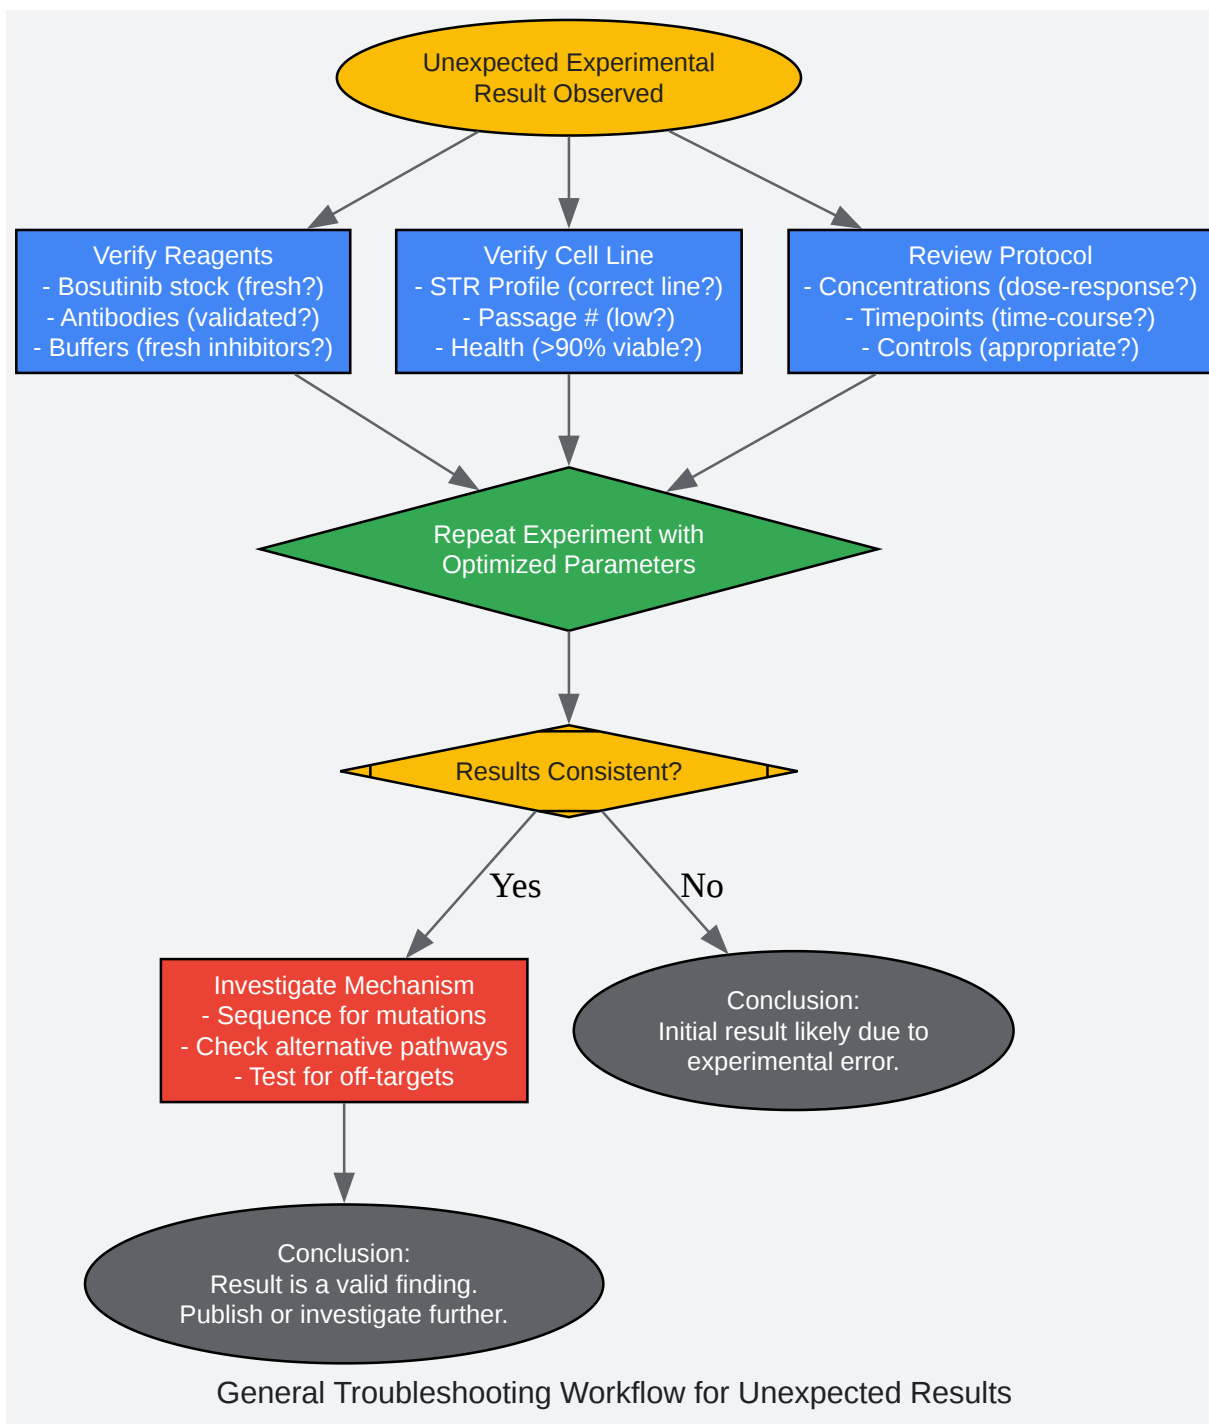 Unexpected Experimental
Result Observed
Verify Reagents
- Bosutinib stock (fresh?)
- Antibodies (validated?)
- Buffers (fresh inhibitors?)
Verify Cell Line
- STR Profile (correct line?)
- Passage # (low?)
- Health (>90% viable?)
Review Protocol
- Concentrations (dose-response?)
- Timepoints (time-course?)
- Controls (appropriate?)
Repeat Experiment with
Optimized Parameters
Results Consistent?
Yes
No
Investigate Mechanism
- Sequence for mutations
- Check alternative pathways
- Test for off-targets
Conclusion:
Initial result likely due to
experimental error.
Conclusion:
Result is a valid finding.
Publish or investigate further.
General Troubleshooting Workflow for Unexpected Results